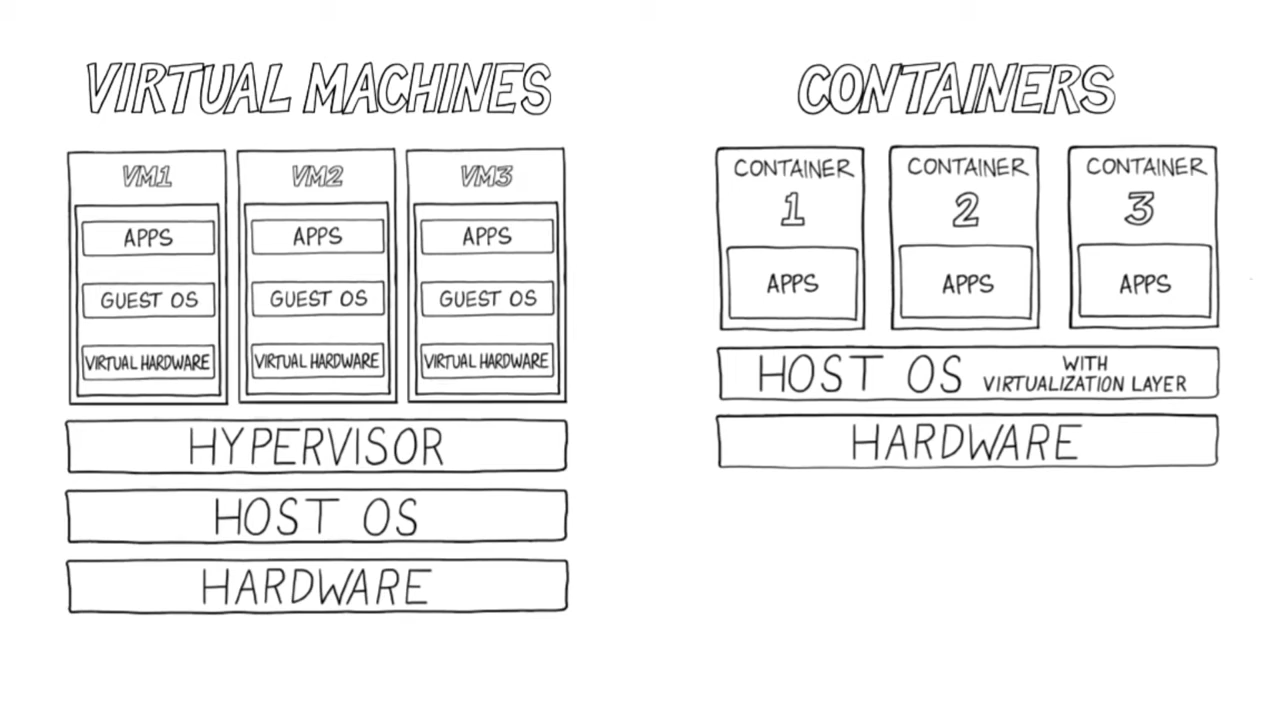 VIRTUAL MACHINES
VM1
APPS
GUEST OS
VIRTUAL HARDWARE
VM2
APPS
GUEST OS
VIRTUAL HARDWARE
VM3
APPS
GUEST OS
VIRTUAL HARDWARE
HYPERVISOR
HOST OS
HARDWARE
CONTAINERS
CONTAINER
1
APPS
CONTAINER
2
APPS
CONTAINER
3
APPS
HOST OS WITH
VIRTUALIZATION LAYER
HARDWARE